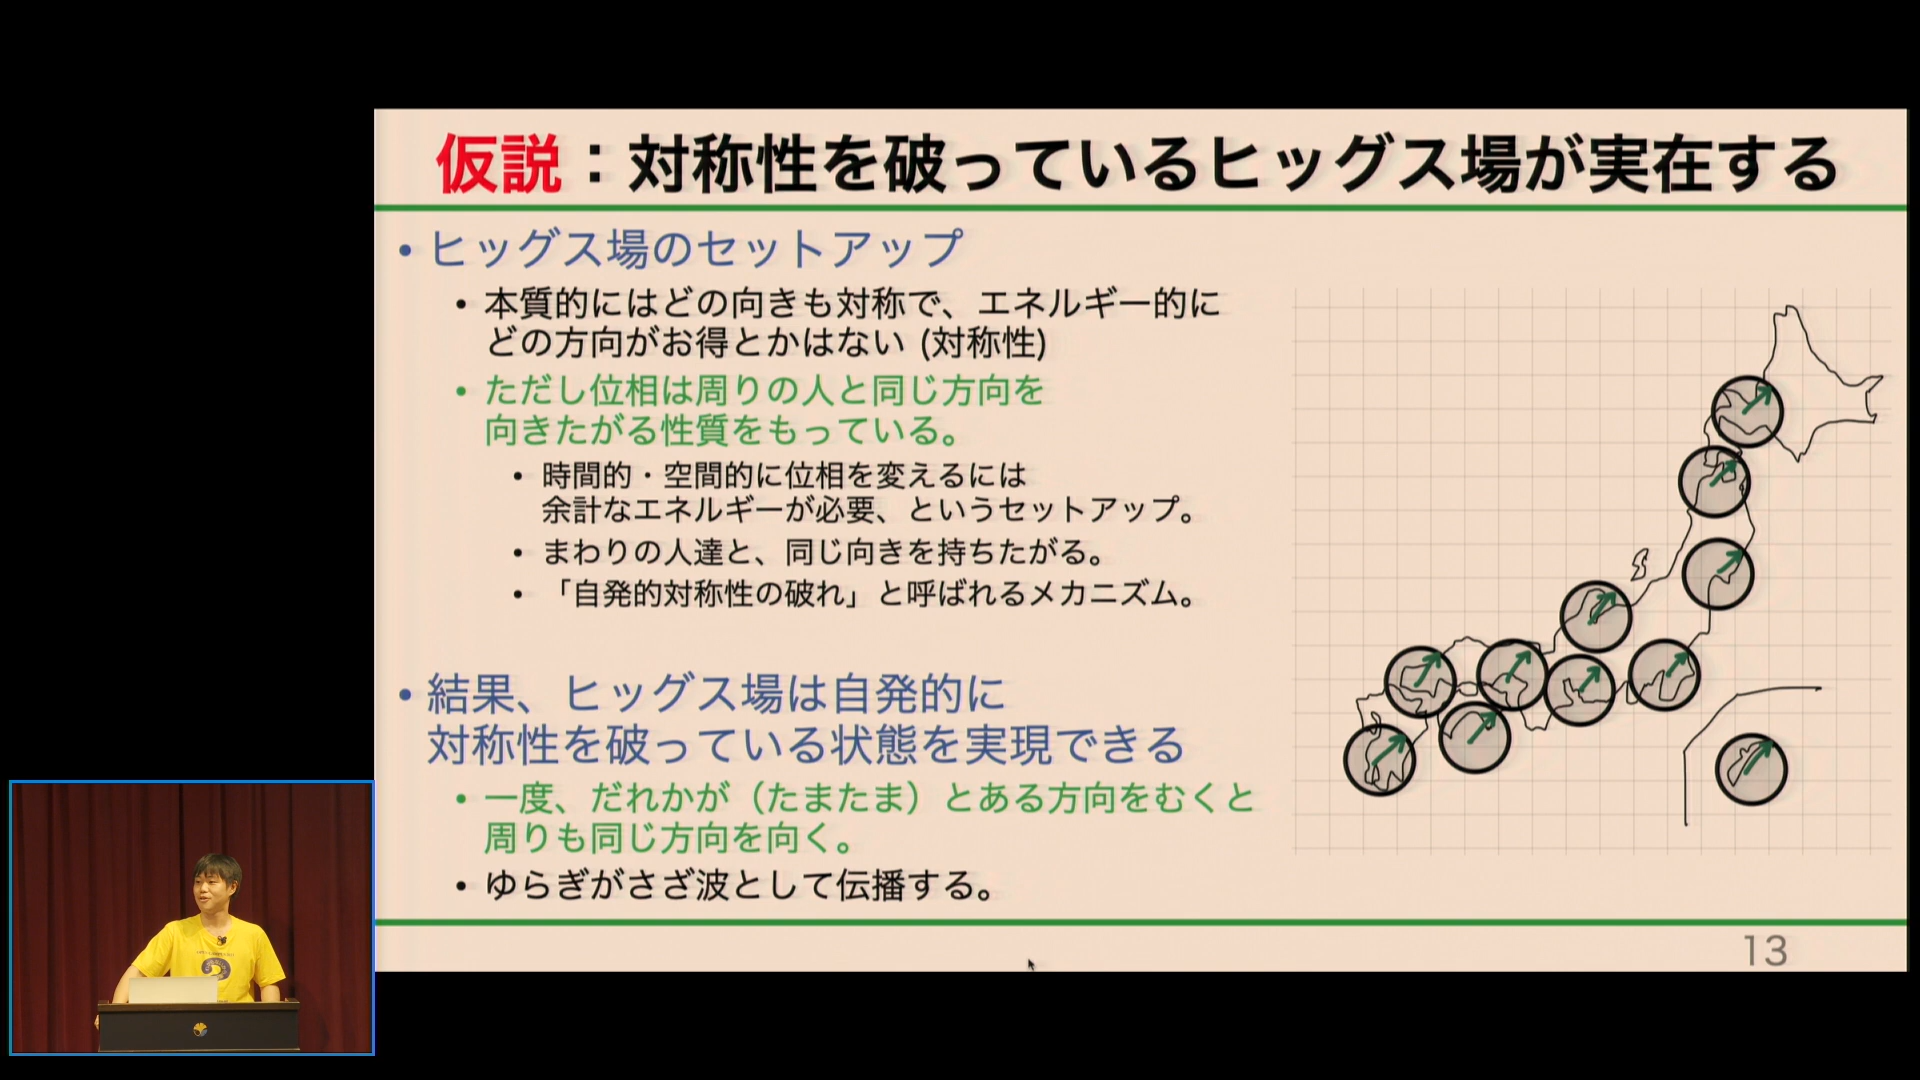 仮説：対称性を破っているヒッグス場が実在する
• ヒッグス場のセットアップ
• 本質的にはどの向きも対称で、エネルギー的に
どの方向がお得とかはない (対称性)
• ただし位相は周りの人と同じ方向を
向きたがる性質をもっている。
• 時間的・空間的に位相を変えるには
余計なエネルギーが必要、というセットアップ。
• まわりの人達と、同じ向きを持ちたがる。
• 「自発的対称性の破れ」と呼ばれるメカニズム。
• 結果、ヒッグス場は自発的に
対称性を破っている状態を実現できる
• 一度、だれかが（たまたま）とある方向をむくと
周りも同じ方向を向く。
• ゆらぎがさざ波として伝播する。
13